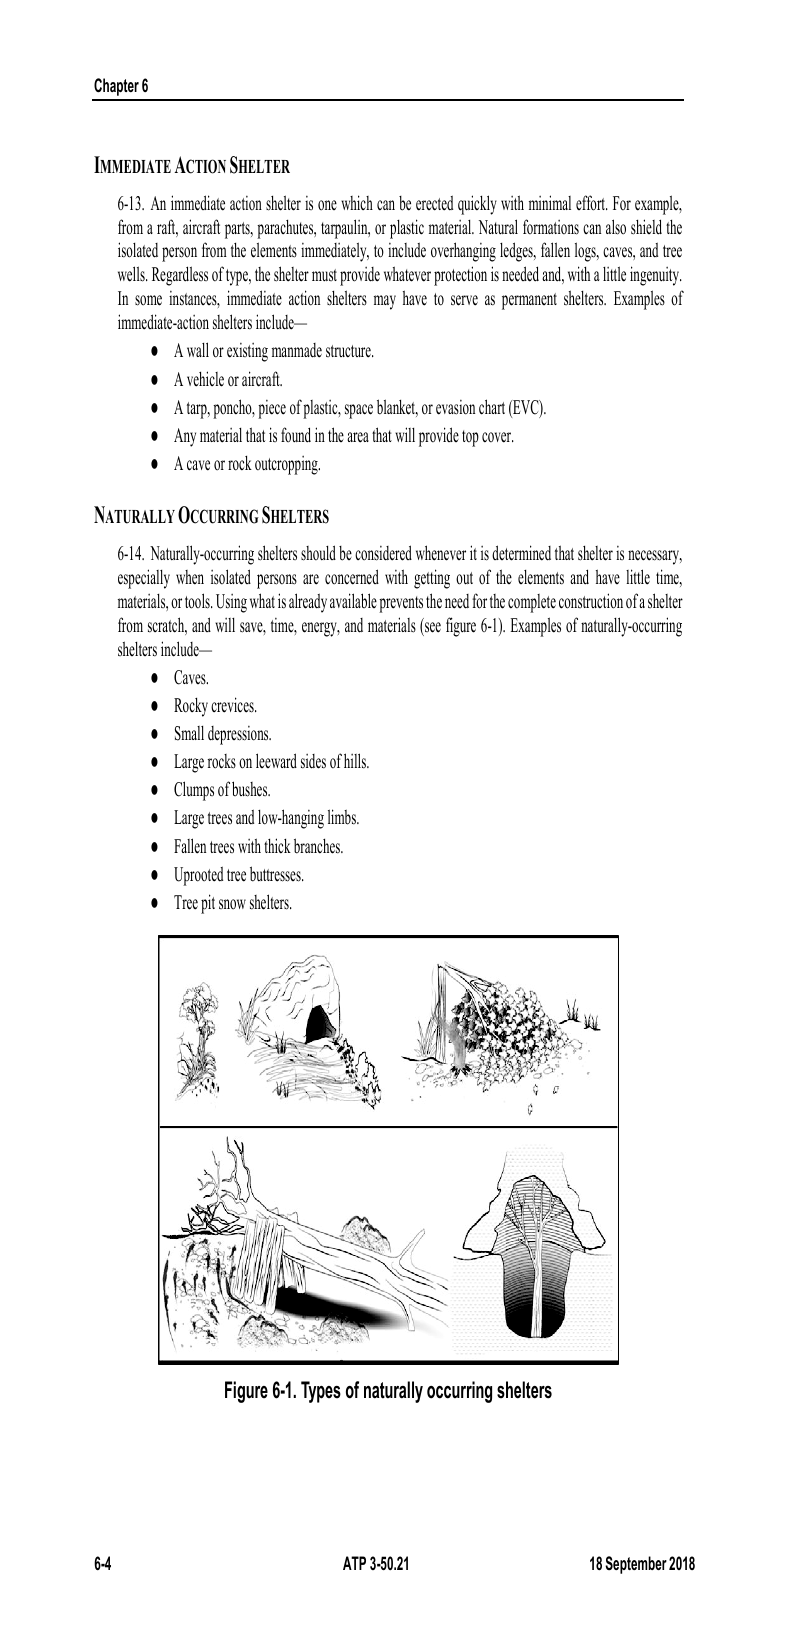 Chapter 6
IMMEDIATE ACTION SHELTER
6-13. An immediate action shelter is one which can be erected quickly with minimal effort. For example,
from a raft, aircraft parts, parachutes, tarpaulin, or plastic material. Natural formations can also shield the
isolated person from the elements immediately, to include overhanging ledges, fallen logs, caves, and tree
wells. Regardless of type, the shelter must provide whatever protection is needed and, with a little ingenuity.
In some instances, immediate action shelters may have to serve as permanent shelters. Examples of
immediate-action shelters include—
● A wall or existing manmade structure.
● A vehicle or aircraft.
● A tarp, poncho, piece of plastic, space blanket, or evasion chart (EVC).
● Any material that is found in the area that will provide top cover.
● A cave or rock outcropping.
NATURALLY OCCURRING SHELTERS
6-14. Naturally-occurring shelters should be considered whenever it is determined that shelter is necessary,
especially when isolated persons are concerned with getting out of the elements and have little time,
materials, or tools. Using what is already available prevents the need for the complete construction of a shelter
from scratch, and will save, time, energy, and materials (see figure 6-1). Examples of naturally-occurring
shelters include—
● Caves.
● Rocky crevices.
● Small depressions.
● Large rocks on leeward sides of hills.
● Clumps of bushes.
● Large trees and low-hanging limbs.
● Fallen trees with thick branches.
● Uprooted tree buttresses.
● Tree pit snow shelters.
Figure 6-1. Types of naturally occurring shelters
6-4 ATP 3-50.21 18 September 2018